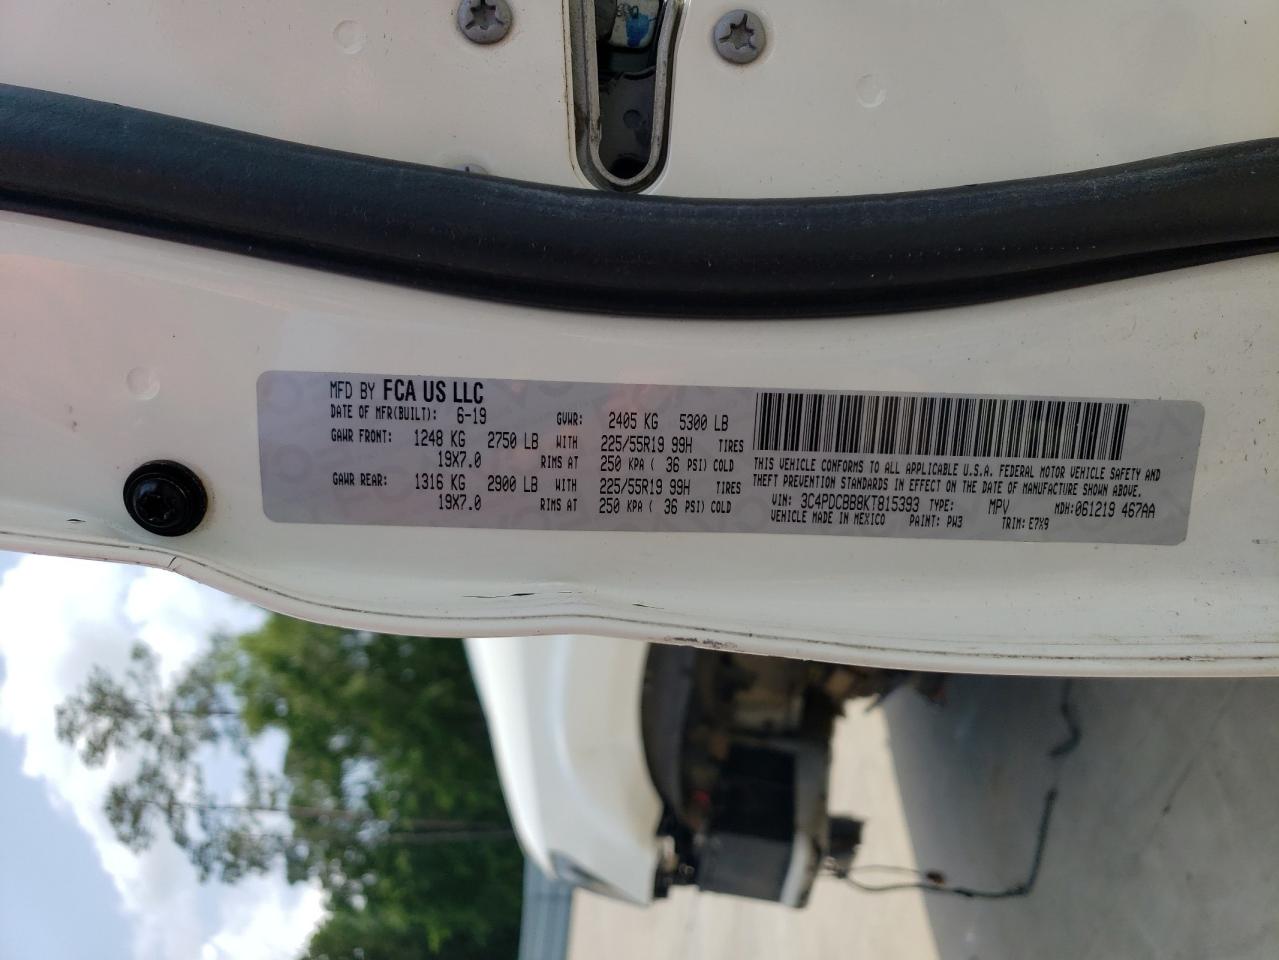 MFD BY FCA US LLC
DATE OF MFR(BUILT): 6-19 GVWR: 2405 KG 5300 LB
GAWR FRONT: 1248 KG 2750 LB WITH 225/55R19 99H TIRES
19X7.0 RIMS AT 250 KPA ( 36 PSI) COLD
GAWR REAR: 1316 KG 2900 LB WITH 225/55R19 99H TIRES
19X7.0 RIMS AT 250 KPA ( 36 PSI) COLD
THIS VEHICLE CONFORMS TO ALL APPLICABLE U.S.A. FEDERAL MOTOR VEHICLE SAFETY AND
THEFT PREVENTION STANDARDS IN EFFECT ON THE DATE OF MANUFACTURE SHOWN ABOVE.
VIN: 3C4PDCBB8KT815393 TYPE: MPV MDH: 061219 467AA
VEHICLE MADE IN MEXICO PAINT: PW3 TRIM: E7X9